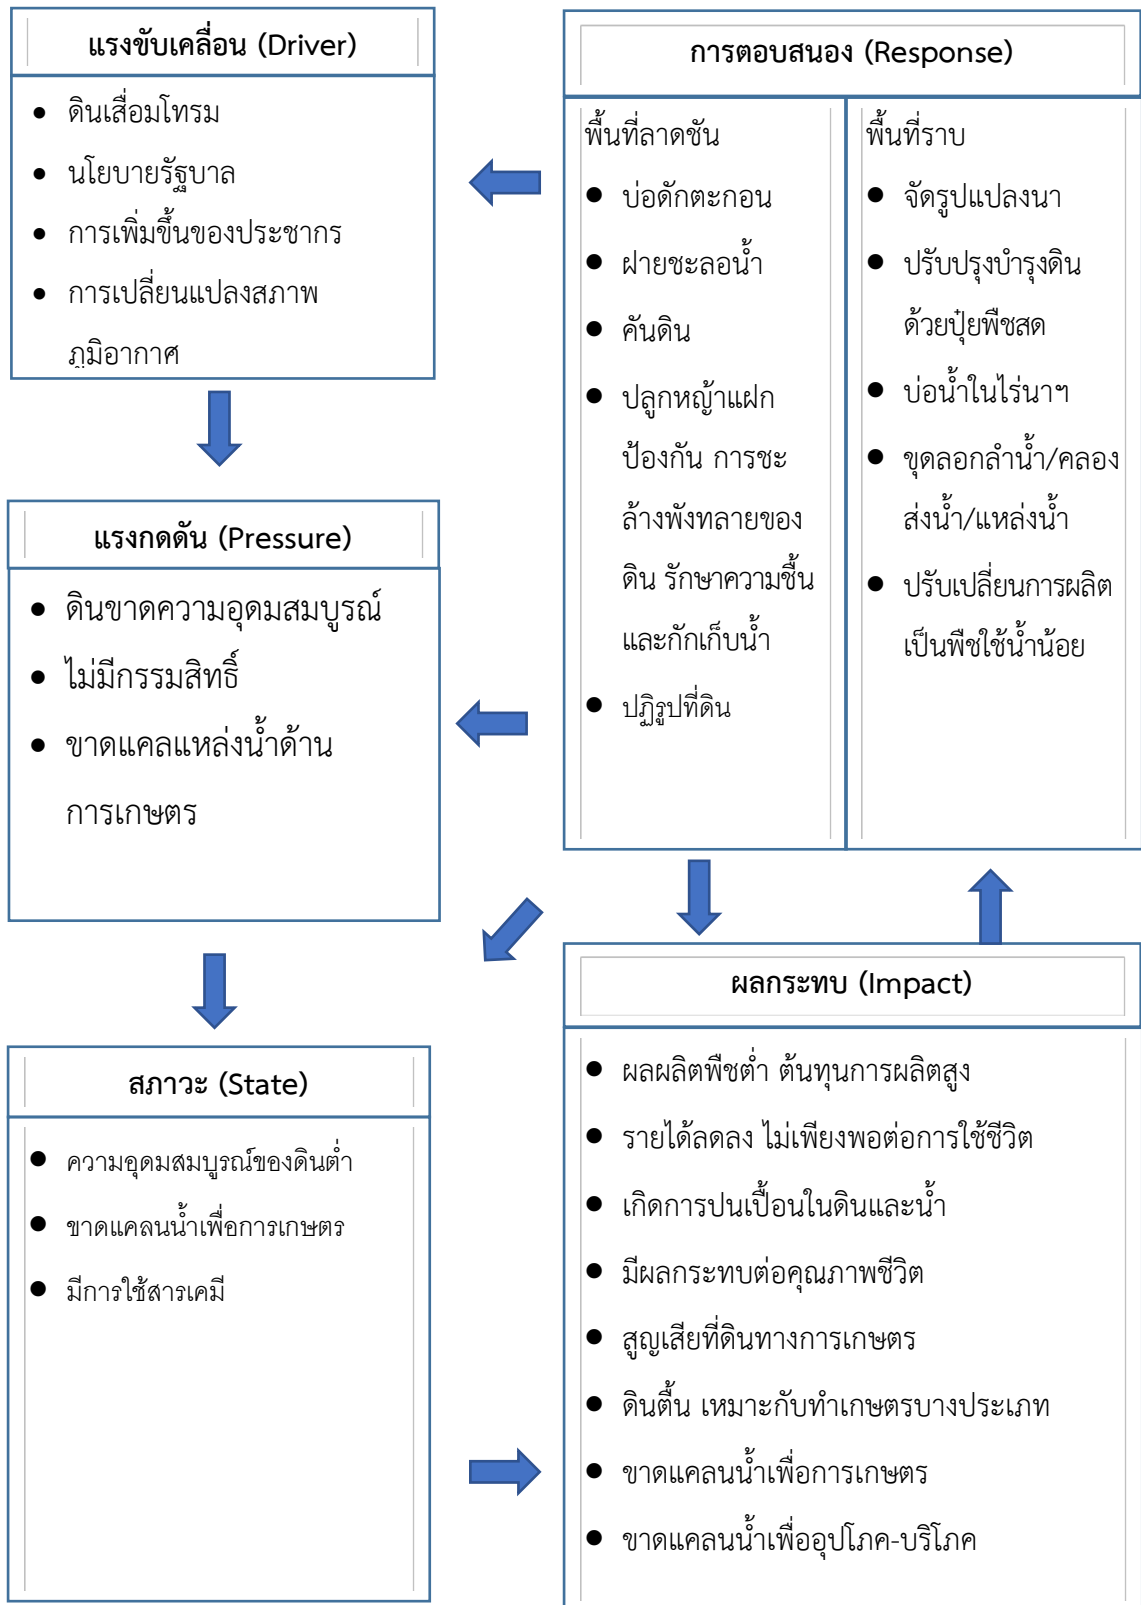 แรงขับเคลื่อน (Driver)
• ดินเสื่อมโทรม
• นโยบายรัฐบาล
• การเพิ่มขึ้นของประชากร
• การเปลี่ยนแปลงสภาพ
ภูมิอากาศ
แรงกดดัน (Pressure)
• ดินขาดความอุดมสมบูรณ์
• ไม่มีกรรมสิทธิ์
• ขาดแคลแหล่งน้ำด้าน
การเกษตร
สภาวะ (State)
• ความอุดมสมบูรณ์ของดินต่ำ
• ขาดแคลนน้ำเพื่อการเกษตร
• มีการใช้สารเคมี
การตอบสนอง (Response)
พื้นที่ลาดชัน
• บ่อดักตะกอน
• ฝายชะลอน้ำ
• คันดิน
• ปลูกหญ้าแฝก
ป้องกัน การชะ
ล้างพังทลายของ
ดิน รักษาความชื้น
และกักเก็บน้ำ
• ปฏิรูปที่ดิน
พื้นที่ราบ
• จัดรูปแปลงนา
• ปรับปรุงบำรุงดิน
ด้วยปุ๋ยพืชสด
• บ่อน้ำในไร่นาฯ
• ขุดลอกลำน้ำ/คลอง
ส่งน้ำ/แหล่งน้ำ
• ปรับเปลี่ยนการผลิต
เป็นพืชใช้น้ำน้อย
ผลกระทบ (Impact)
• ผลผลิตพืชต่ำ ต้นทุนการผลิตสูง
• รายได้ลดลง ไม่เพียงพอต่อการใช้ชีวิต
• เกิดการปนเปื้อนในดินและน้ำ
• มีผลกระทบต่อคุณภาพชีวิต
• สูญเสียที่ดินทางการเกษตร
• ดินตื้น เหมาะกับทำเกษตรบางประเภท
• ขาดแคลนน้ำเพื่อการเกษตร
• ขาดแคลนน้ำเพื่ออุปโภค-บริโภค